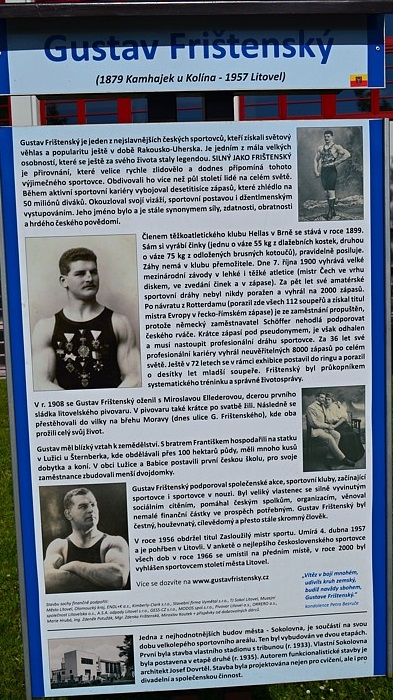 Gustav Frištenský
(1879 Kamhajek u Kolína - 1957 Litovel)
Gustav Frištenský je jeden z nejslavnějších českých sportovců, kteří získali světový
věhlas a popularitu ještě v době Rakousko-Uherska. Je jedním z mála velkých
osobností, které se ještě za svého života staly legendou. SILNÝ JAKO FRIŠTENSKÝ
je přirovnání, které velice rychle zlidovělo a dodnes připomíná tohoto
výjimečného sportovce. Obdivovali ho více než půl století lidé na celém světě.
Během aktivní sportovní kariéry vybojoval desetitisíce zápasů, které zhlédlo na
50 miliónů diváků. Okouzloval svojí vizáží, sportovní postavou i džentlmenským
vystupováním. Jeho jméno bylo a je stále synonymem síly, zdatnosti, obratnosti
a hrdého českého povědomí.
Členem těžkoatletického klubu Hellas v Brně se stává v roce 1899.
Sám si vyrábí činky (jednu o váze 55 kg z dlažebních kostek, druhou
o váze 75 kg z odložených brusných kotoučů), pravidelně posiluje.
Záhy nemá v klubu přemožitele. Dne 7. října 1900 vyhrává velké
mezinárodní závody v lehké i těžké atletice (mistr Čech ve vrhu
diskem, ve zvedání činek a v zápase). Za pět let své amatérské
sportovní dráhy nebyl nikdy poražen a vyhrál na 2000 zápasů.
Po návratu z Rotterdamu (porazil zde všech 112 soupeřů a získal titul
mistra Evropy v řecko-římském zápase) je ze zaměstnání propuštěn,
protože německý zaměstnavatel Schöffer nehodlá podporovat
českého rváče. Krátce zápasí pod pseudonymem, je však odhalen
a musí nastoupit profesionální dráhu sportovce. Za 36 let své
profesionální kariéry vyhrál neuvěřitelných 8000 zápasů po celém
světě. Ještě v 72 letech se v rámci exhibice postavil do ringu a porazil
o desítky let mladší soupeře. Frištenský byl průkopníkem
systematického tréninku a správné životosprávy.
V r. 1908 se Gustav Frištenský oženil s Miroslavou Ellederovou, dcerou prvního
sládka litovelského pivovaru. V pivovaru také krátce po svatbě žili. Následně se
přestěhovali do vilky na břehu Moravy (dnes ulice G. Frištenského), kde oba
prožili celý svůj život.
Gustav měl blízký vztah k zemědělství. S bratrem Františkem hospodařili na statku
v Lužici u Šternberka, kde obdělávali přes 100 hektarů půdy, měli mnoho kusů
dobytka a koní. V obci Lužice a Babice postavili první českou školu, pro svoje
zaměstnance zbudovali menší dvojdomky.
Gustav Frištenský podporoval společenské akce, sportovní kluby, začínající
sportovce i sportovce v nouzi. Byl veliký vlastenec se silně vyvinutým
sociálním cítěním, pomáhal českým spolkům, organizacím, věnoval
nemalé finanční částky ve prospěch potřebným. Gustav Frištenský byl
čestný, houževnatý, cílevědomý a přesto stále skromný člověk.
V roce 1956 obdržel titul Zasloužilý mistr sportu. Umírá 4. dubna 1957
a je pohřben v Litovli. V anketě o nejlepšího československého sportovce
všech dob v roce 1966 se umístil na předním místě, v roce 2000 byl
vyhlášen sportovcem století města Litovel.
Více se dozvíte na www.gustavfristensky.cz
„Vítěz v boji mnohém,
udivils kruh zemský,
budiž navždy sbohem,
Gustave Frištenský."
kondolence Petra Bezruče
Stavbu sochy finančně podpořili:
Jedna z nejhodnotnějších budov města - Sokolovna, je součástí na svou
dobu velkolepého sportovního areálu. Ten byl vybudován ve dvou etapách.
První byla stavba vlastního stadionu s tribunou (r. 1933). Vlastní Sokolovna
byla postavena v etapě druhé (r. 1935). Autorem funkcionalistické stavby je
architekt Josef Dovrtěl. Stavba byla projektována nejen pro cvičení, ale i pro
divadelní a společenskou činnost.